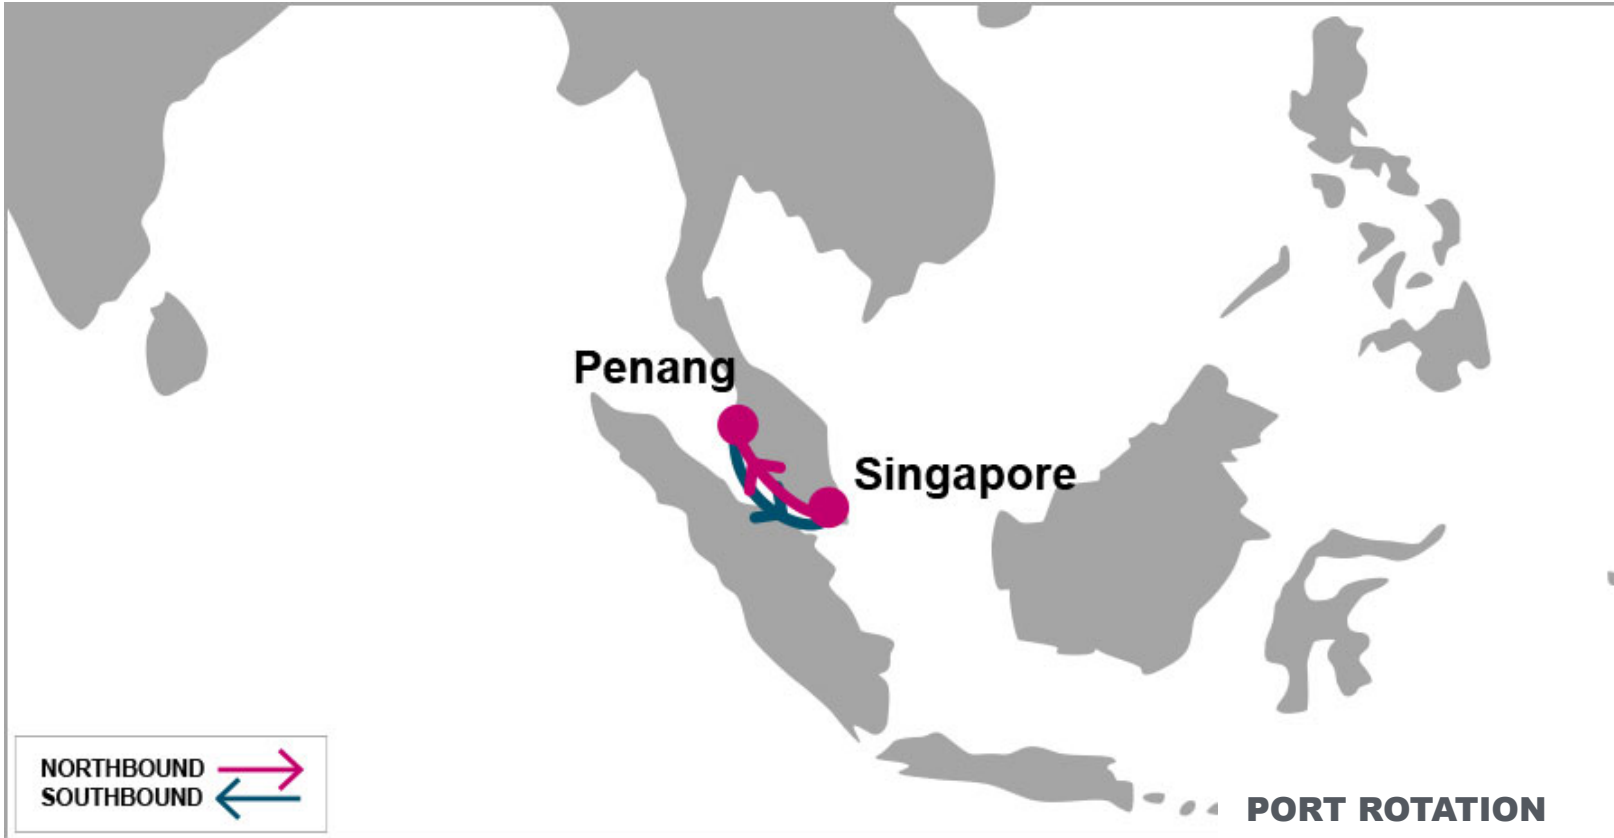 Penang
Singapore
NORTHBOUND
SOUTHBOUND
PORT ROTATION